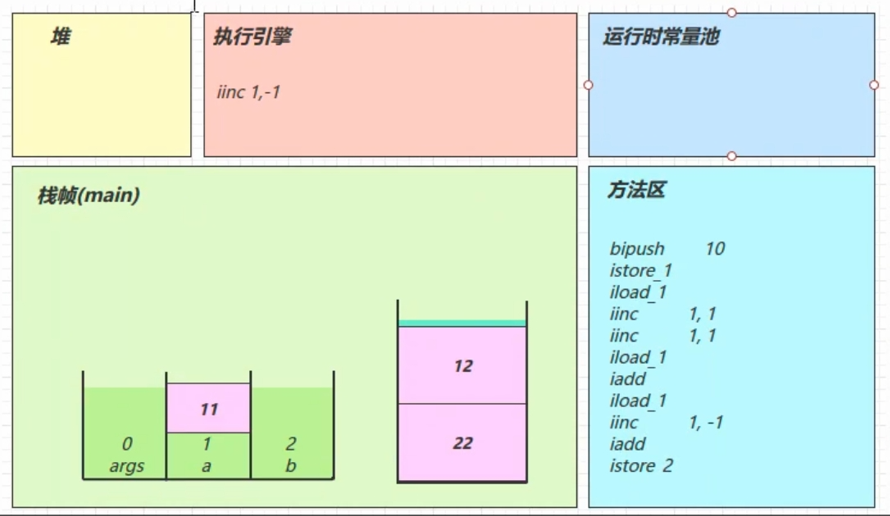 堆
执行引擎
iinc 1,-1
运行时常量池
栈帧(main)
11
0 1 2
args a b
12
22
方法区
bipush 10
istore_1
iload_1
iinc 1, 1
iinc 1, 1
iload_1
iadd
iload_1
iinc 1, -1
iadd
istore 2